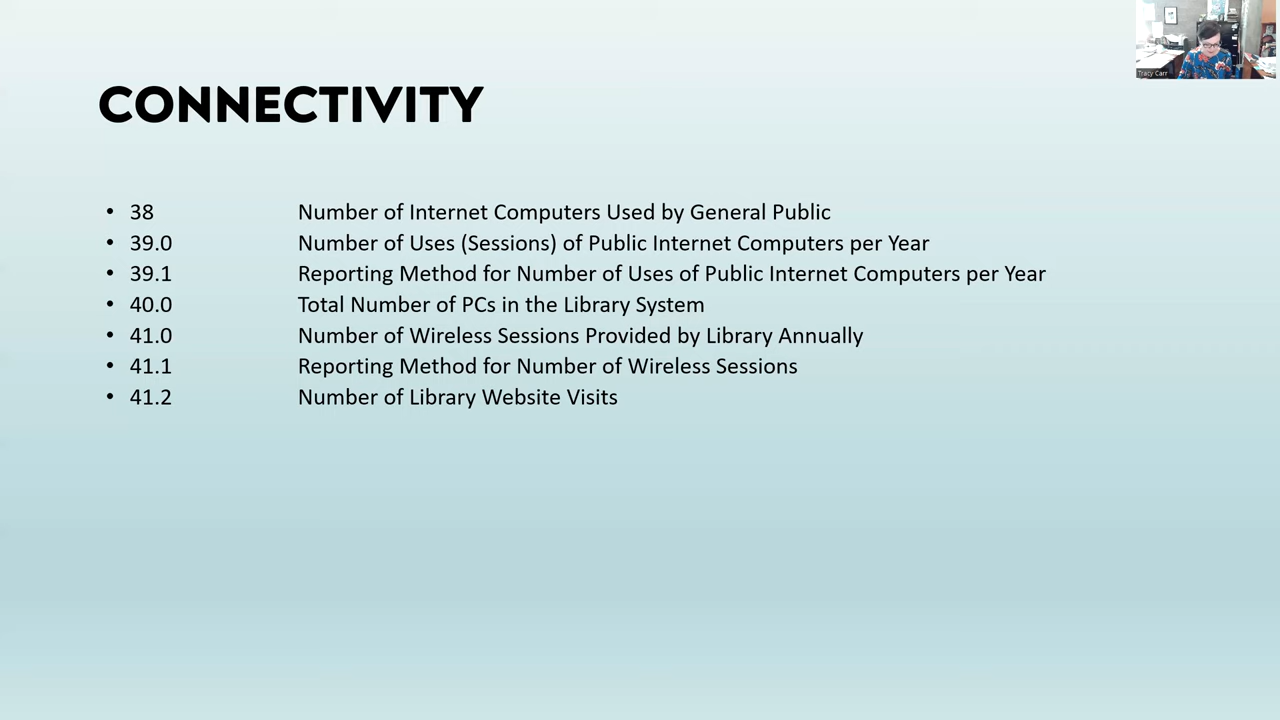 CONNECTIVITY
• 38 Number of Internet Computers Used by General Public
• 39.0 Number of Uses (Sessions) of Public Internet Computers per Year
• 39.1 Reporting Method for Number of Uses of Public Internet Computers per Year
• 40.0 Total Number of PCs in the Library System
• 41.0 Number of Wireless Sessions Provided by Library Annually
• 41.1 Reporting Method for Number of Wireless Sessions
• 41.2 Number of Library Website Visits
Tracy Carr